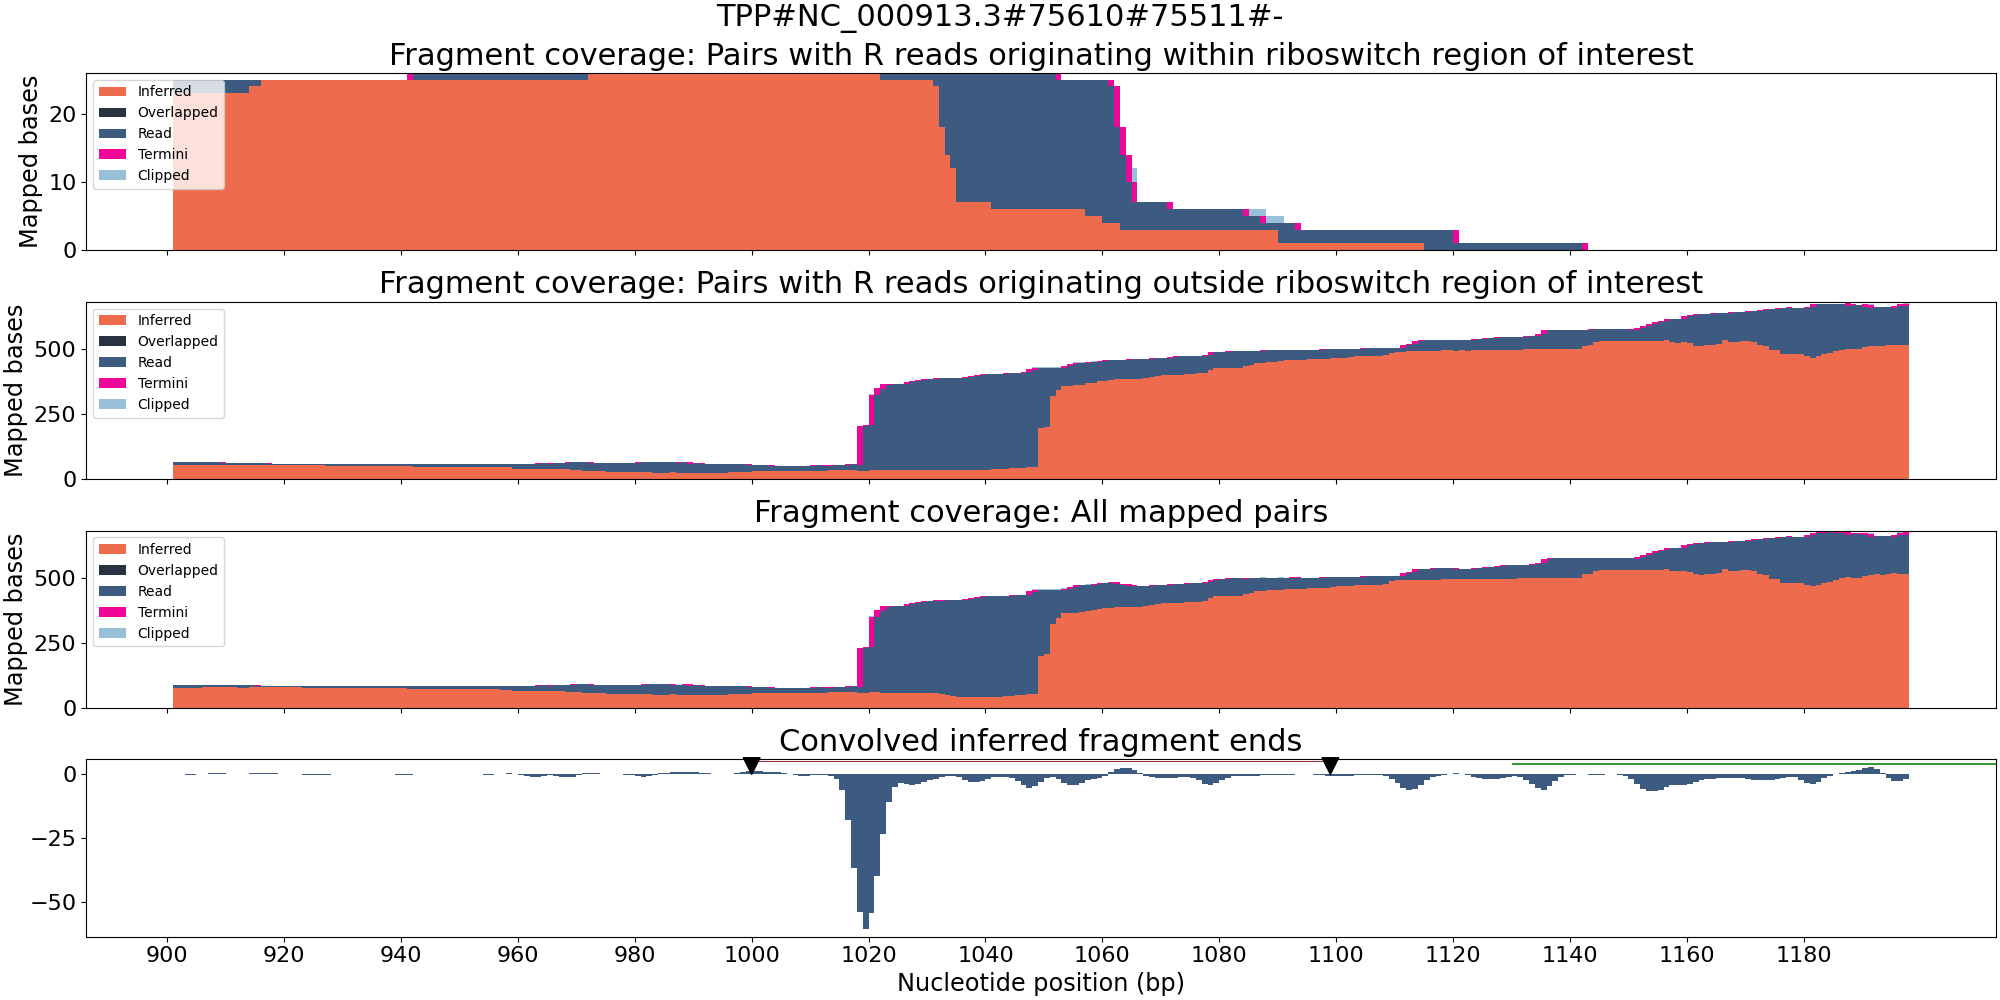 TPP#NC_000913.3#75610#75511#-
Fragment coverage: Pairs with R reads originating within riboswitch region of interest
Mapped bases
20
10
0
Inferred
Overlapped
Read
Termini
Clipped
Fragment coverage: Pairs with R reads originating outside riboswitch region of interest
Mapped bases
500
250
0
Inferred
Overlapped
Read
Termini
Clipped
Fragment coverage: All mapped pairs
Mapped bases
500
250
0
Inferred
Overlapped
Read
Termini
Clipped
Convolved inferred fragment ends
0
−25
−50
900 920 940 960 980 1000 1020 1040 1060 1080 1100 1120 1140 1160 1180
Nucleotide position (bp)